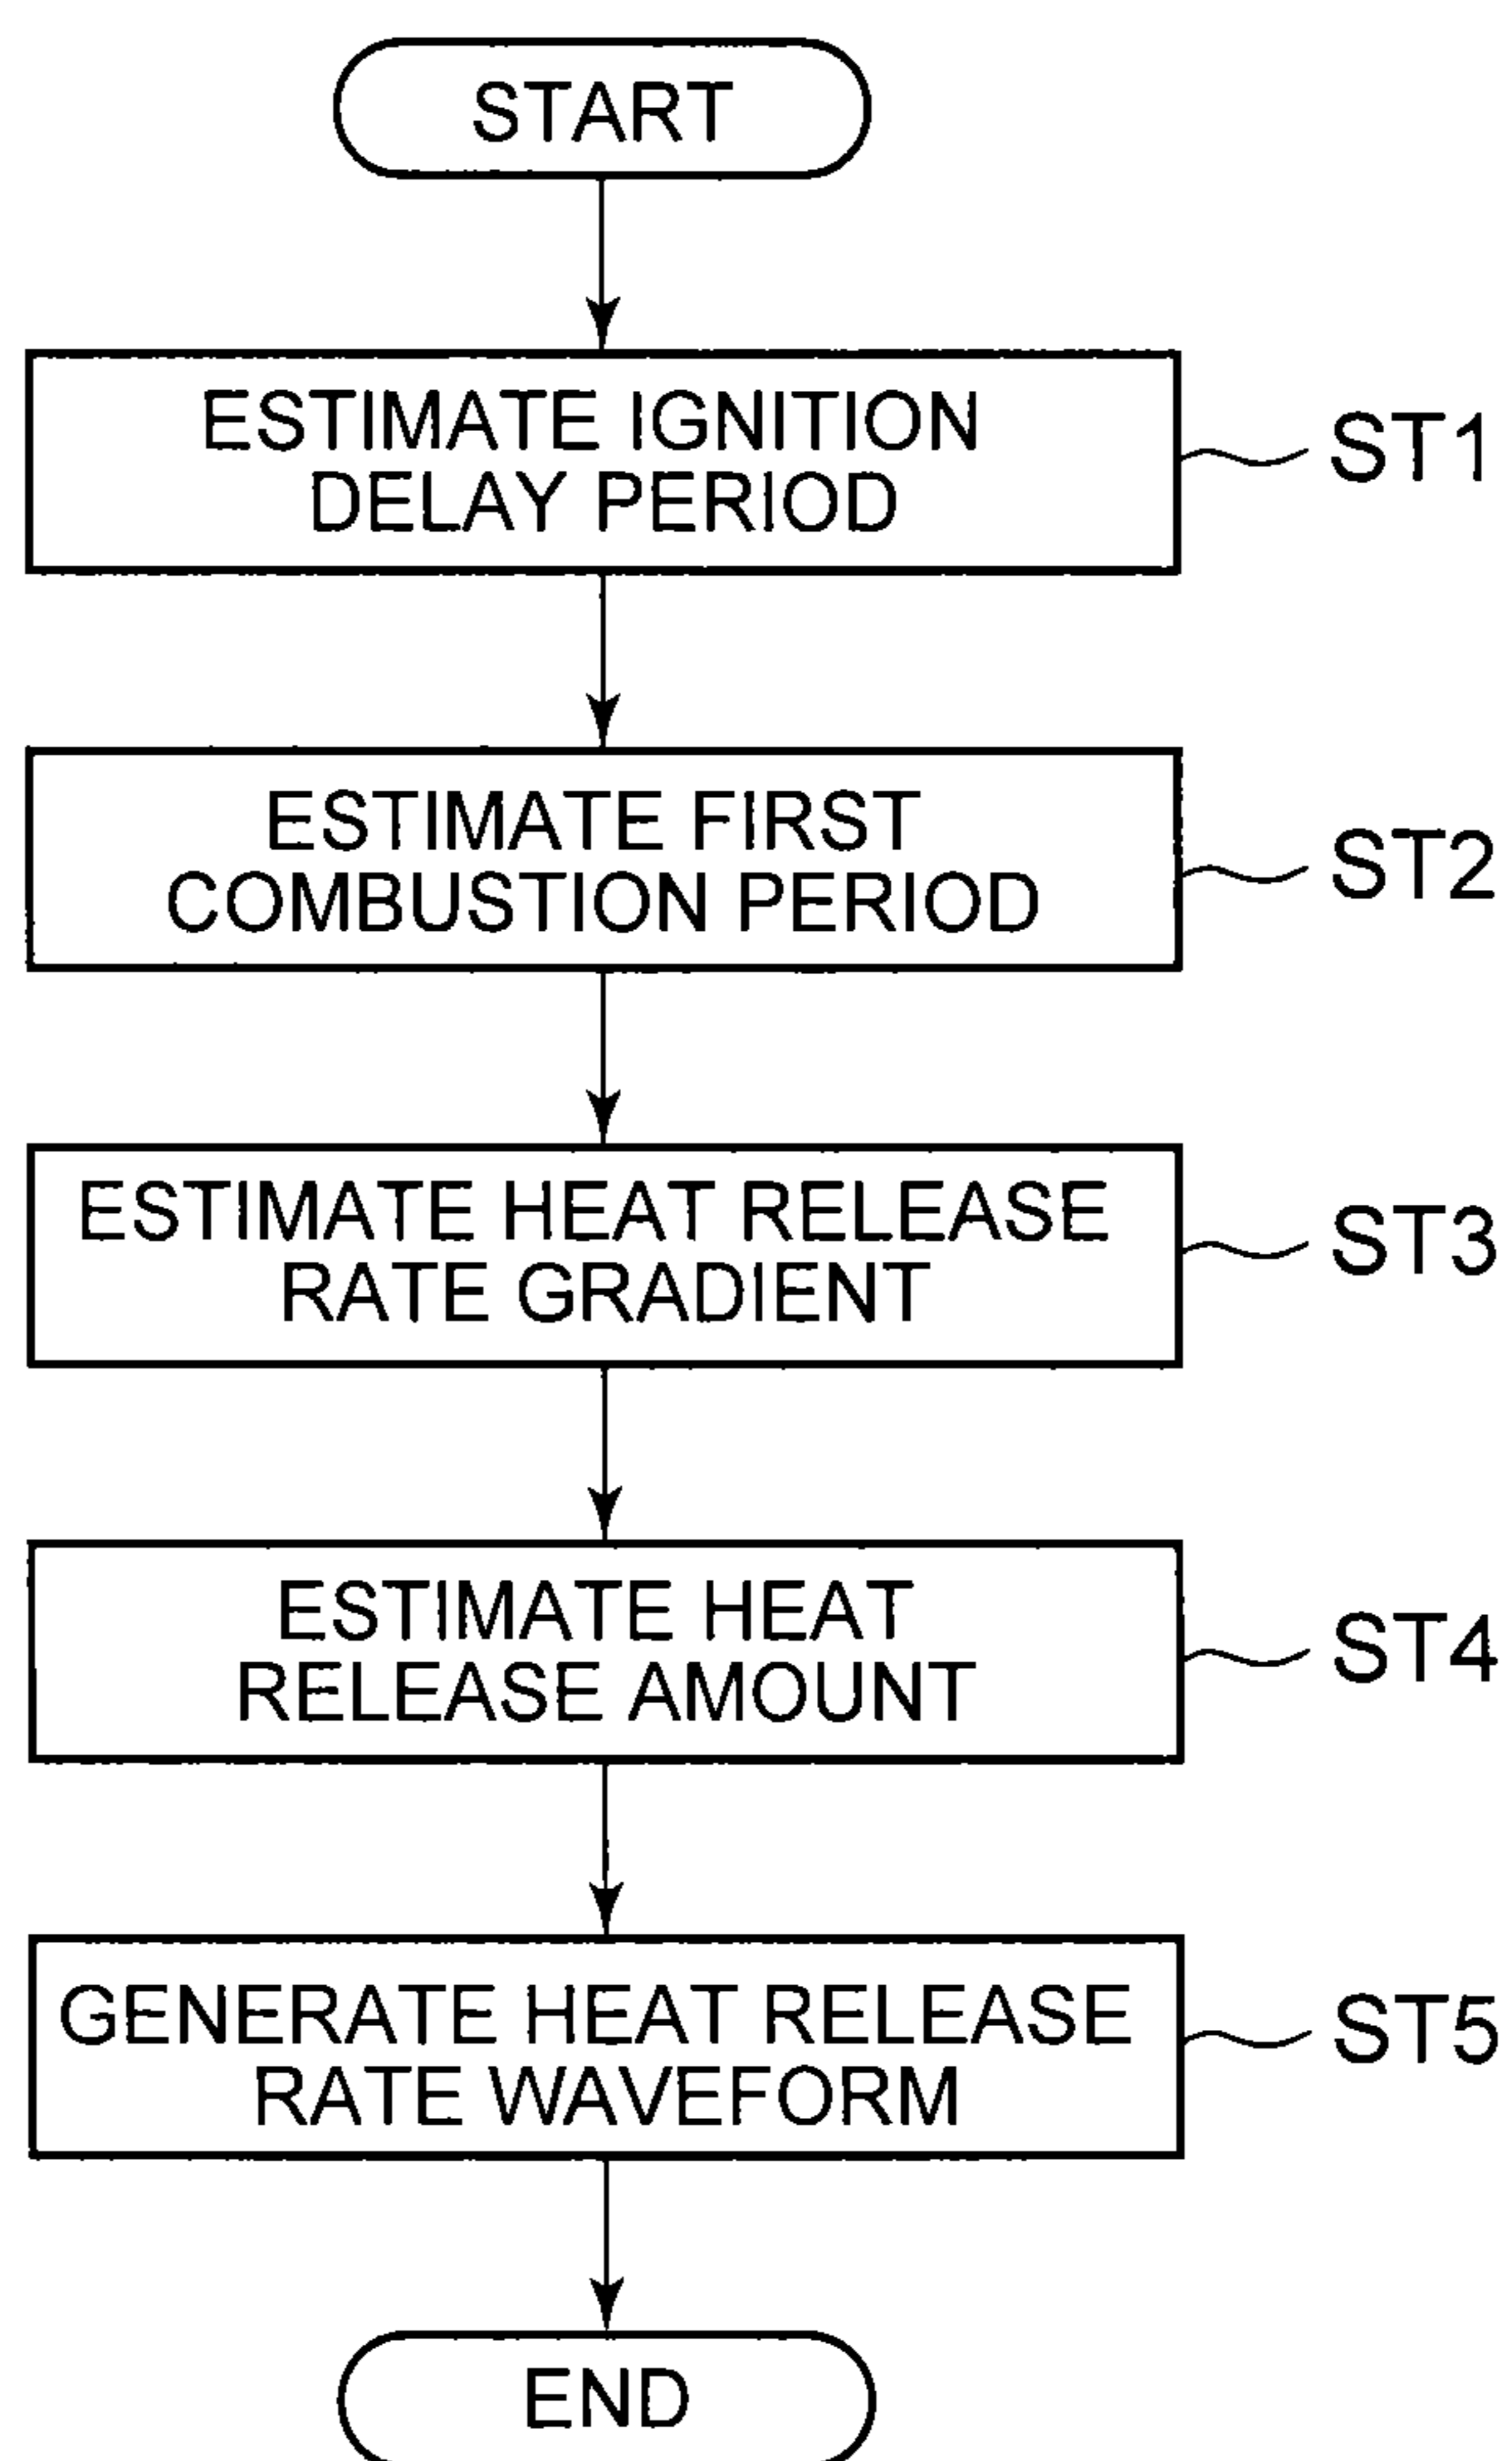 START
ESTIMATE IGNITION
DELAY PERIOD
ST1
ESTIMATE FIRST
COMBUSTION PERIOD
ST2
ESTIMATE HEAT RELEASE
RATE GRADIENT
ST3
ESTIMATE HEAT
RELEASE AMOUNT
ST4
GENERATE HEAT RELEASE
RATE WAVEFORM
ST5
END